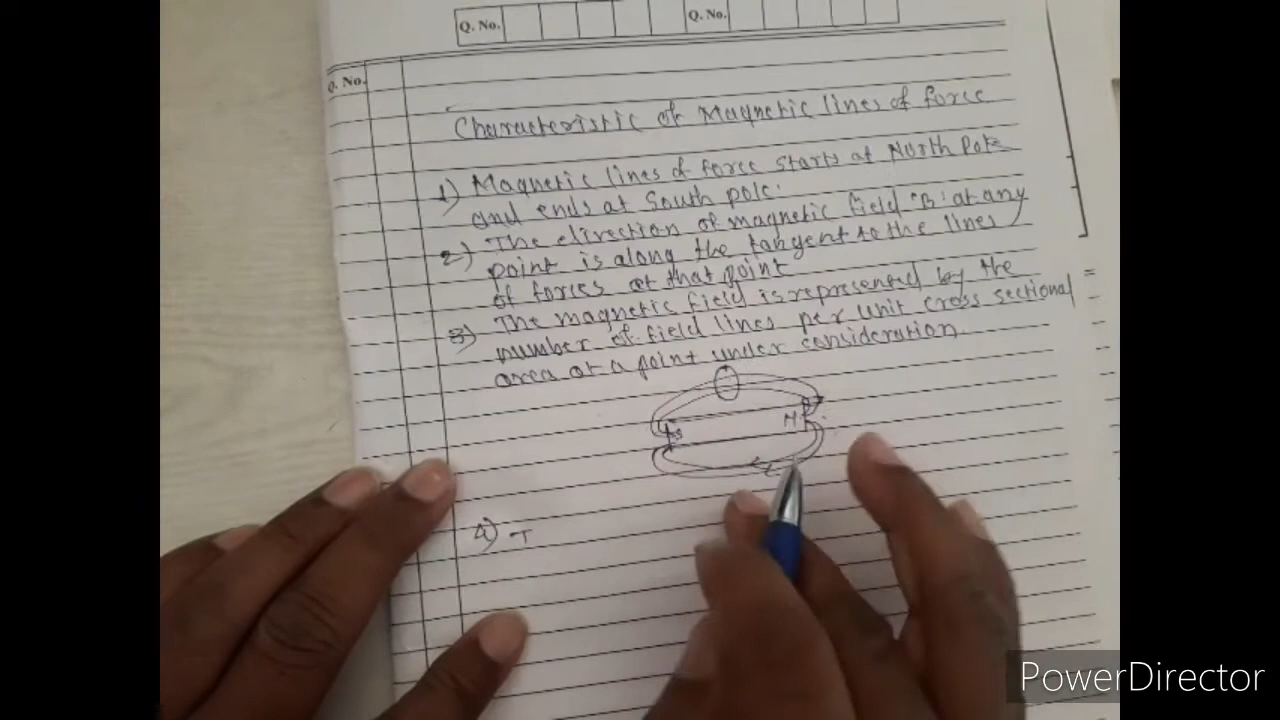 Q. No.
Q. No.
Q. No.
Characteristic of Magnetic lines of force
1) Magnetic lines of force starts at North Pole
and ends at South pole.
2) The direction of magnetic field 'B' at any
point is along the tangent to the lines
of forces at that point
3) The magnetic field is represented by the
number of field lines per unit cross sectional
area at a point under consideration.
S N
4) T
PowerDirector